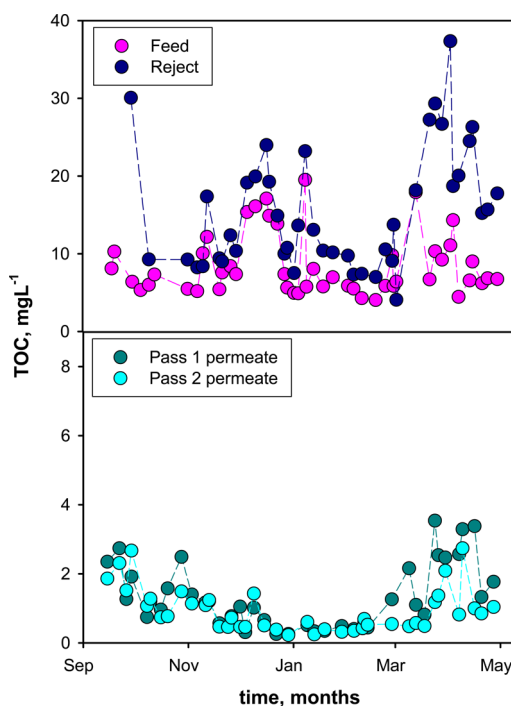 40
Feed
Reject
30
20
10
0
TOC, mgL⁻¹
8
Pass 1 permeate
Pass 2 permeate
6
4
2
0
Sep
Nov
Jan
Mar
May
time, months